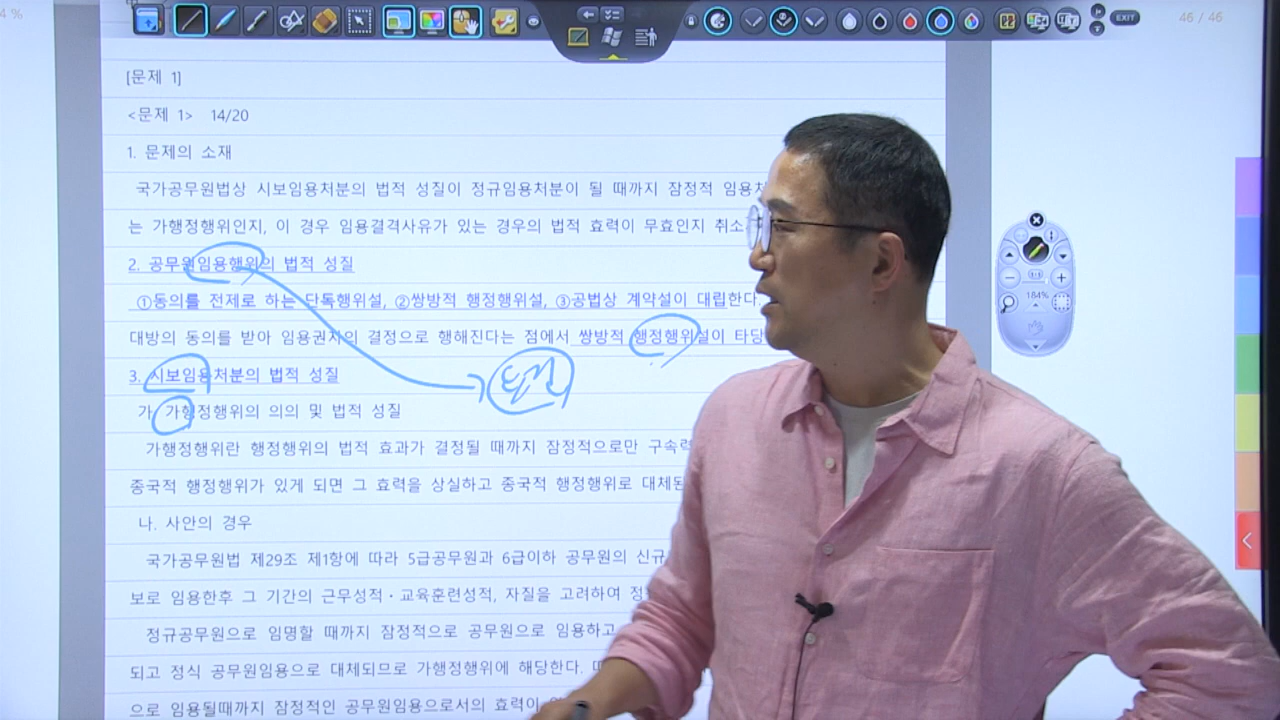 4 %
EXIT
46 / 46
[문제 1]
<문제 1> 14/20
1. 문제의 소재
국가공무원법상 시보임용처분의 법적 성질이 정규임용처분이 될 때까지 잠정적 임용처
는 가행정행위인지, 이 경우 임용결격사유가 있는 경우의 법적 효력이 무효인지 취소
2. 공무원임용행위의 법적 성질
①동의를 전제로 하는 단독행위설, ②쌍방적 행정행위설, ③공법상 계약설이 대립한다.
대방의 동의를 받아 임용권자의 결정으로 행해진다는 점에서 쌍방적 행정행위설이 타당
3. 시보임용처분의 법적 성질
가. 가행정행위의 의의 및 법적 성질
가행정행위란 행정행위의 법적 효과가 결정될 때까지 잠정적으로만 구속력
종국적 행정행위가 있게 되면 그 효력을 상실하고 종국적 행정행위로 대체된
나. 사안의 경우
국가공무원법 제29조 제1항에 따라 5급공무원과 6급이하 공무원의 신규
보로 임용한후 그 기간의 근무성적・교육훈련성적, 자질을 고려하여 정
정규공무원으로 임명할 때까지 잠정적으로 공무원으로 임용하고
되고 정식 공무원임용으로 대체되므로 가행정행위에 해당한다.
으로 임용될때까지 잠정적인 공무원임용으로서의 효력이
184%